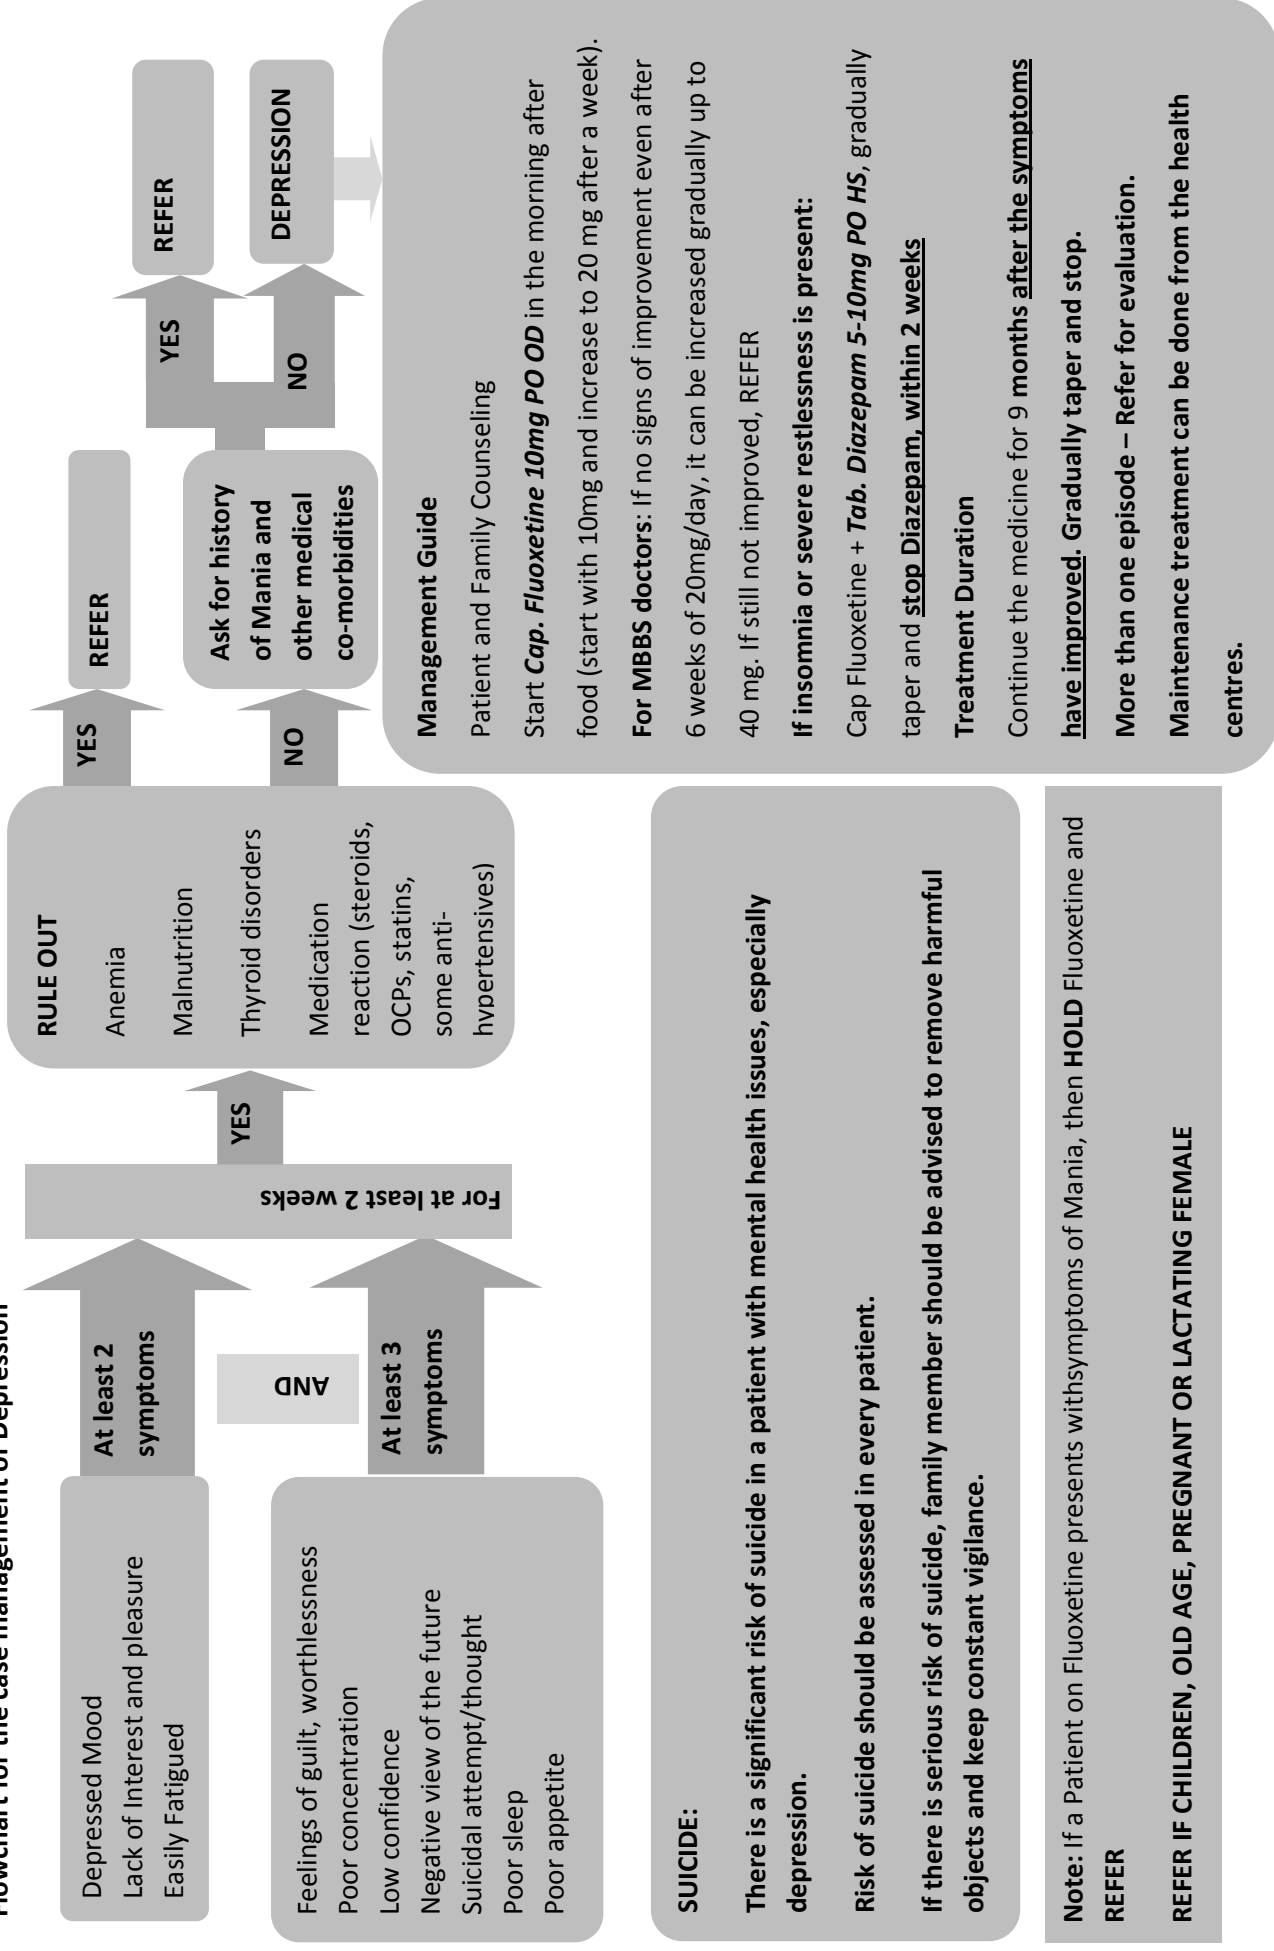 Flowchart for the case management of Depression
Depressed Mood
Lack of Interest and pleasure
Easily Fatigued
At least 2
symptoms
AND
Feelings of guilt, worthlessness
Poor concentration
Low confidence
Negative view of the future
Suicidal attempt/thought
Poor sleep
Poor appetite
At least 3
symptoms
For at least 2 weeks
YES
RULE OUT
Anemia
Malnutrition
Thyroid disorders
Medication
reaction (steroids,
OCPs, statins,
some anti-
hypertensives)
YES
REFER
NO
Ask for history
of Mania and
other medical
co-morbidities
YES
REFER
NO
DEPRESSION
Management Guide
Patient and Family Counseling
Start Cap. Fluoxetine 10mg PO OD in the morning after
food (start with 10mg and increase to 20 mg after a week).
For MBBS doctors: If no signs of improvement even after
6 weeks of 20mg/day, it can be increased gradually up to
40 mg. If still not improved, REFER
If insomnia or severe restlessness is present:
Cap Fluoxetine + Tab. Diazepam 5-10mg PO HS, gradually
taper and stop Diazepam, within 2 weeks
Treatment Duration
Continue the medicine for 9 months after the symptoms
have improved. Gradually taper and stop.
More than one episode – Refer for evaluation.
Maintenance treatment can be done from the health
centres.
SUICIDE:
There is a significant risk of suicide in a patient with mental health issues, especially
depression.
Risk of suicide should be assessed in every patient.
If there is serious risk of suicide, family member should be advised to remove harmful
objects and keep constant vigilance.
Note: If a Patient on Fluoxetine presents withsymptoms of Mania, then HOLD Fluoxetine and
REFER
REFER IF CHILDREN, OLD AGE, PREGNANT OR LACTATING FEMALE